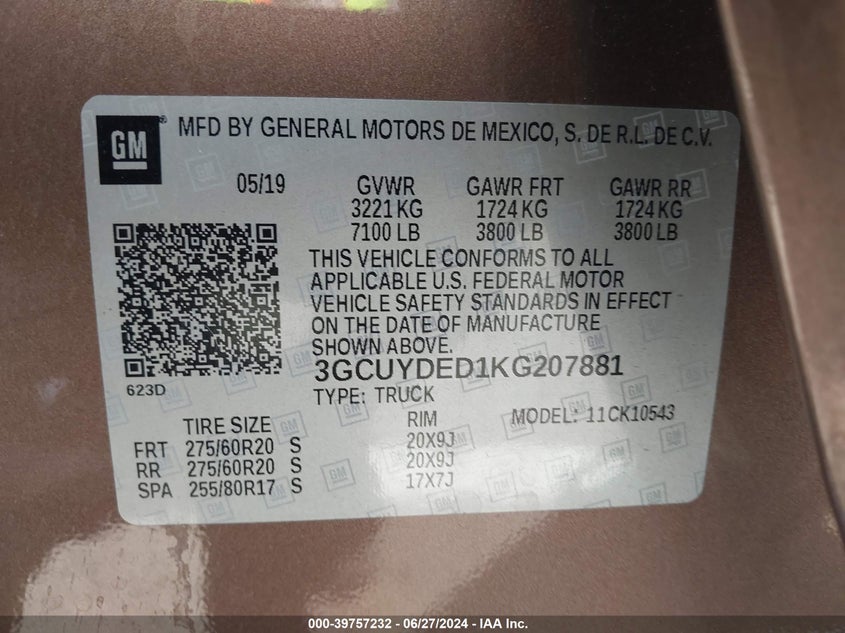 GM ® MFD BY GENERAL MOTORS DE MEXICO, S. DE R.L. DE C.V.
05/19 GVWR GAWR FRT GAWR RR
3221 KG 1724 KG 1724 KG
7100 LB 3800 LB 3800 LB
THIS VEHICLE CONFORMS TO ALL
APPLICABLE U.S. FEDERAL MOTOR
VEHICLE SAFETY STANDARDS IN EFFECT
ON THE DATE OF MANUFACTURE
SHOWN ABOVE.
3GCUYDED1KG207881
623D
TYPE: TRUCK
TIRE SIZE RIM MODEL: 11CK10543
FRT 275/60R20 S 20X9J
RR 275/60R20 S 20X9J
SPA 255/80R17 S 17X7J
000-39757232 - 06/27/2024 - IAA Inc.